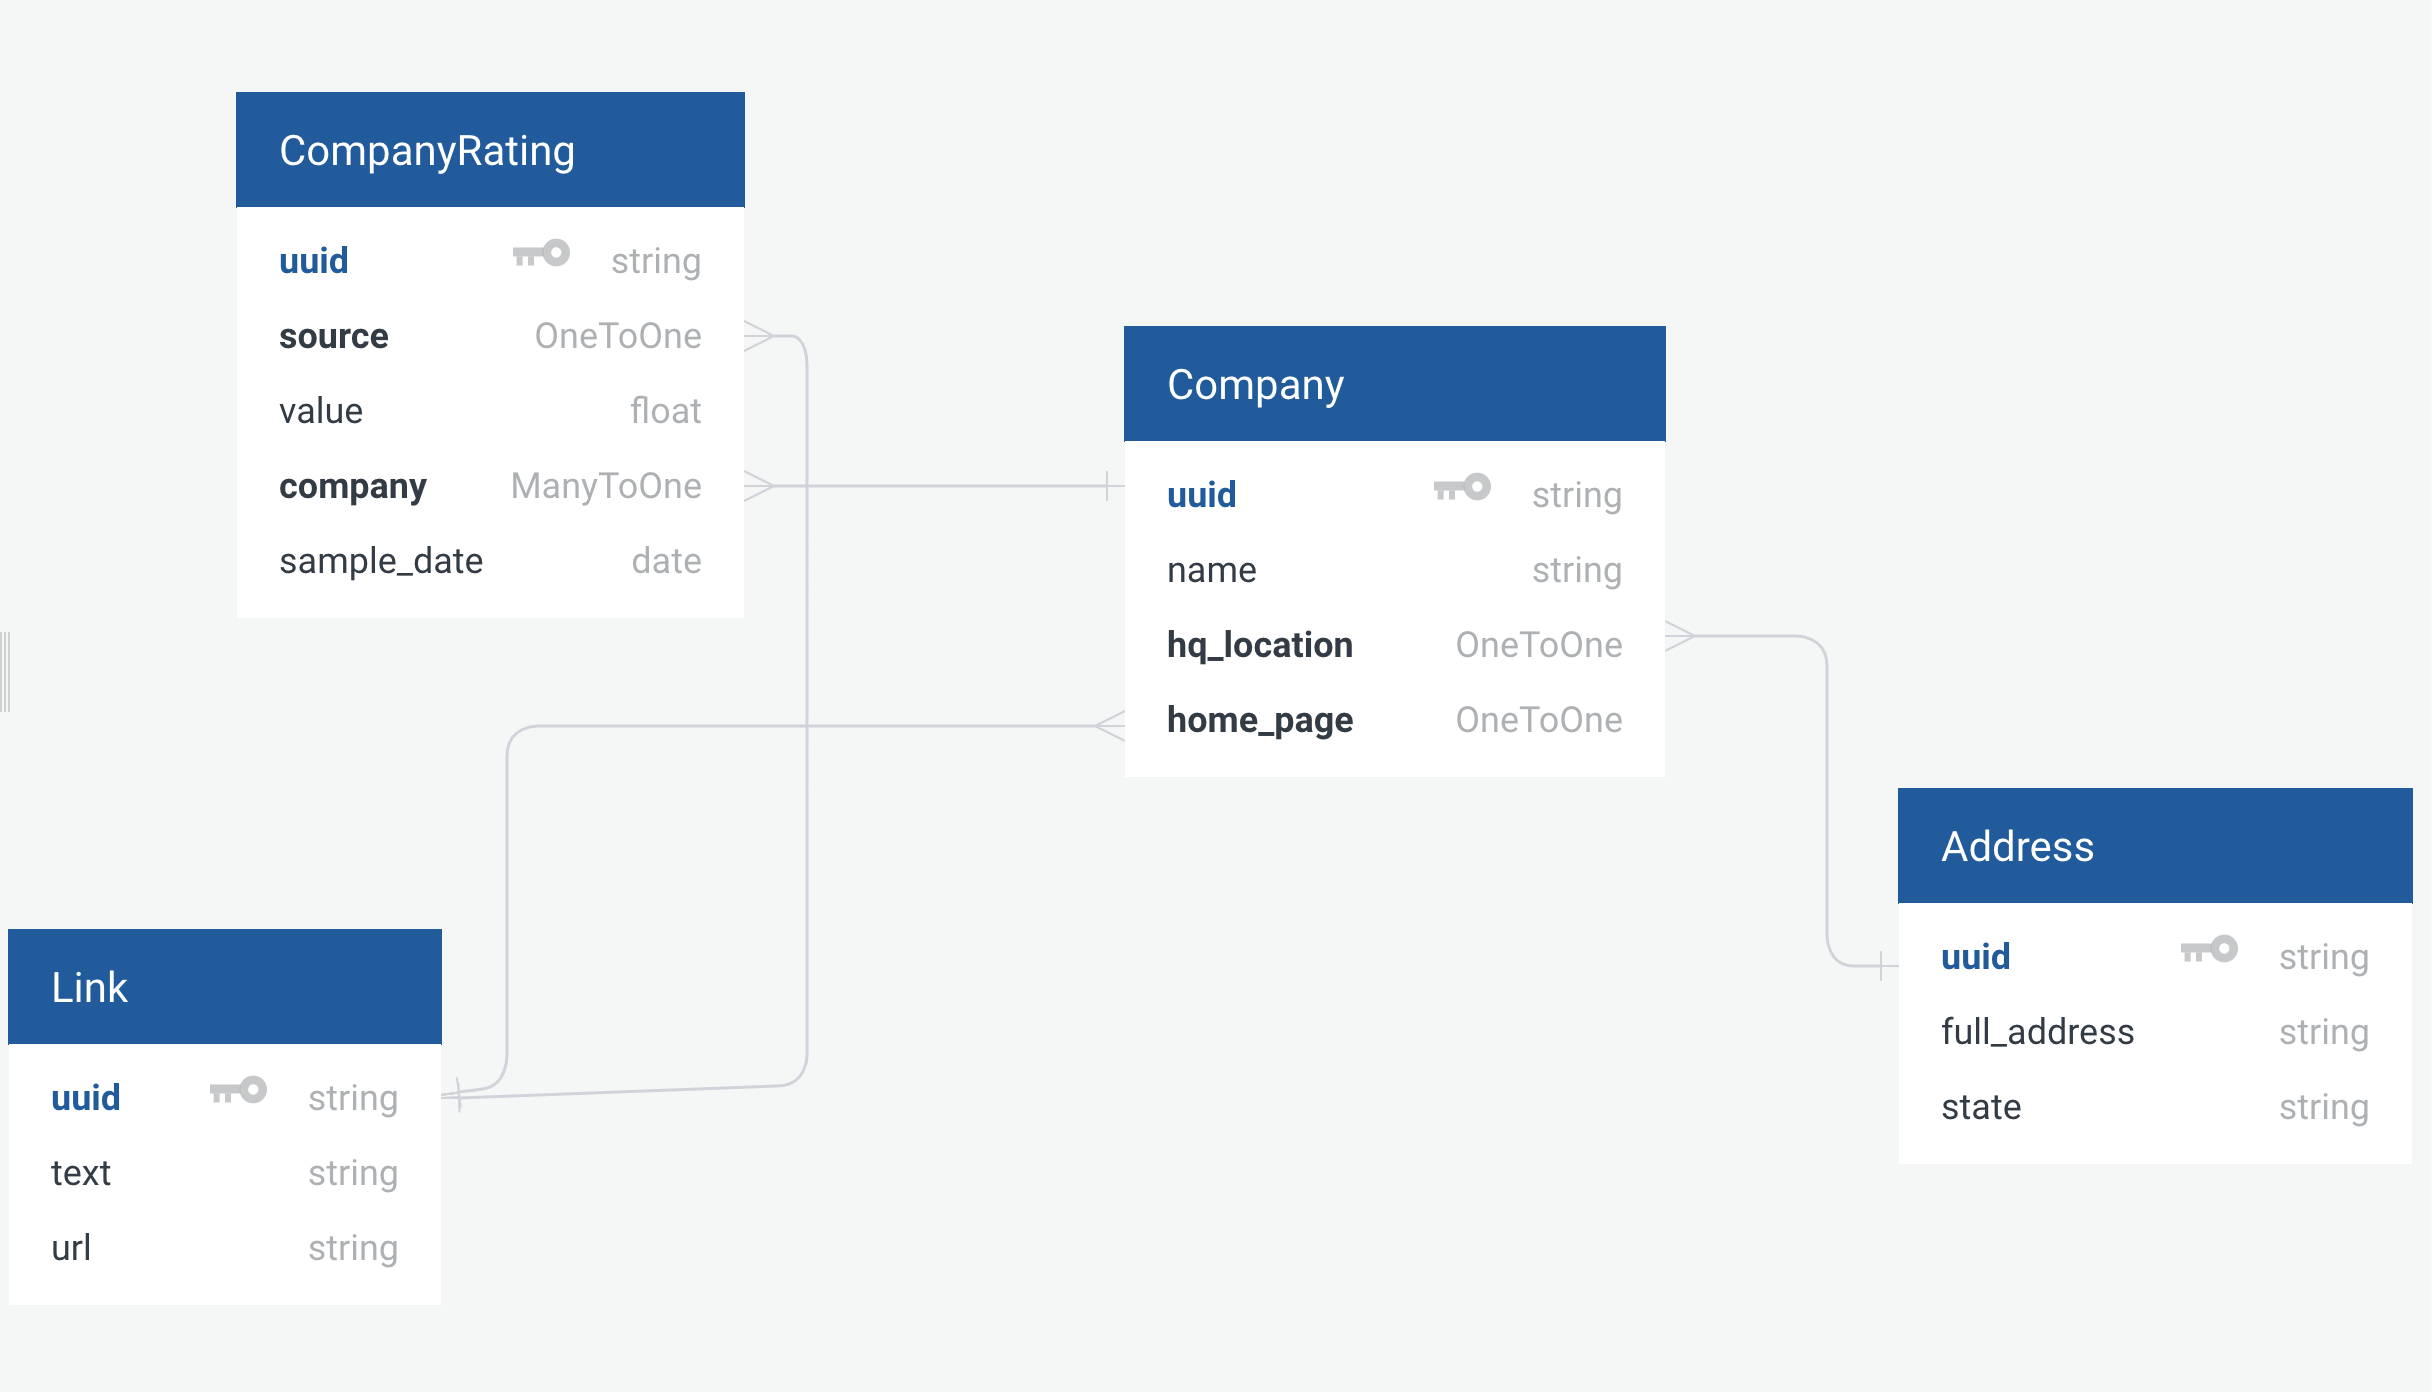 CompanyRating
uuid string
source OneToOne
value float
company ManyToOne
sample_date date
Company
uuid string
name string
hq_location OneToOne
home_page OneToOne
Address
uuid string
full_address string
state string
Link
uuid string
text string
url string